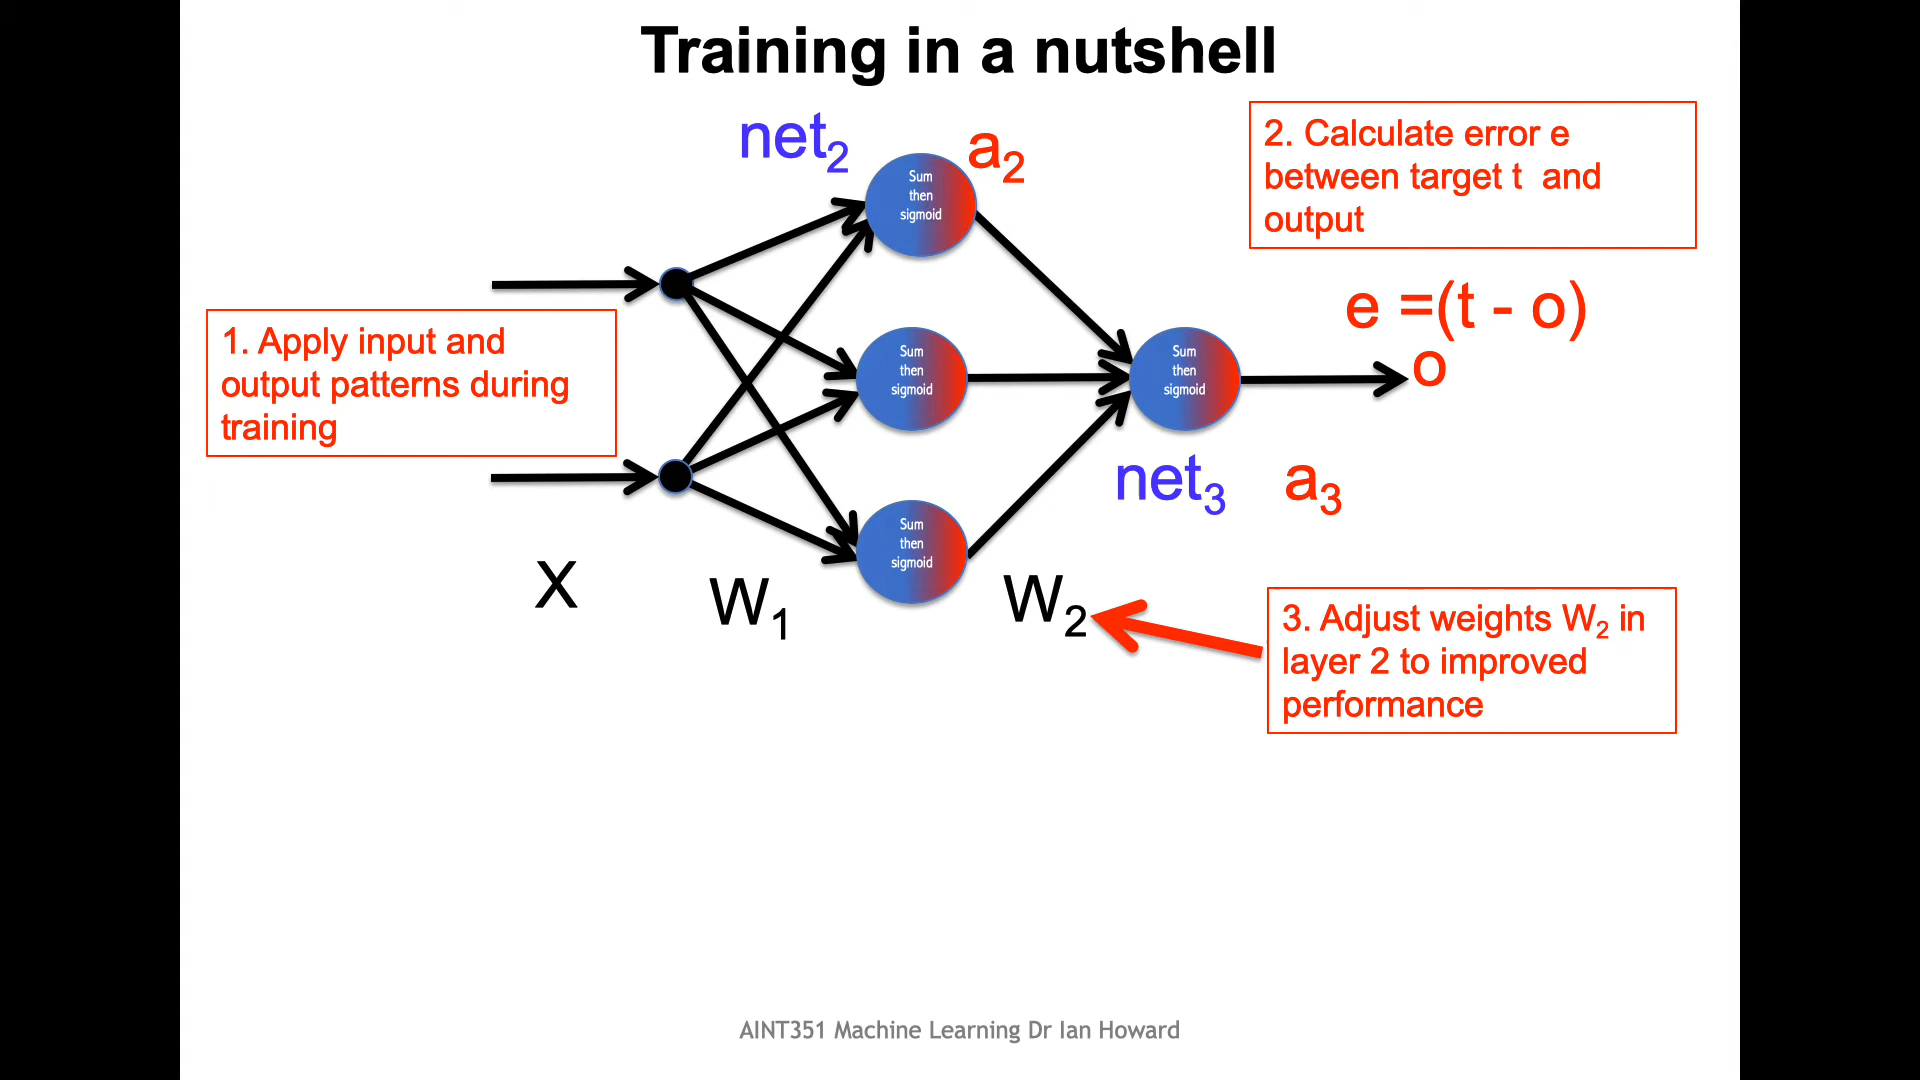 Training in a nutshell
net2
a2
2. Calculate error e
between target t and
output
Sum
then
sigmoid
e =(t - o)
1. Apply input and
output patterns during
training
Sum
then
sigmoid
Sum
then
sigmoid
o
net3
a3
Sum
then
sigmoid
X
W1
W2
3. Adjust weights W2 in
layer 2 to improved
performance
AINT351 Machine Learning Dr Ian Howard